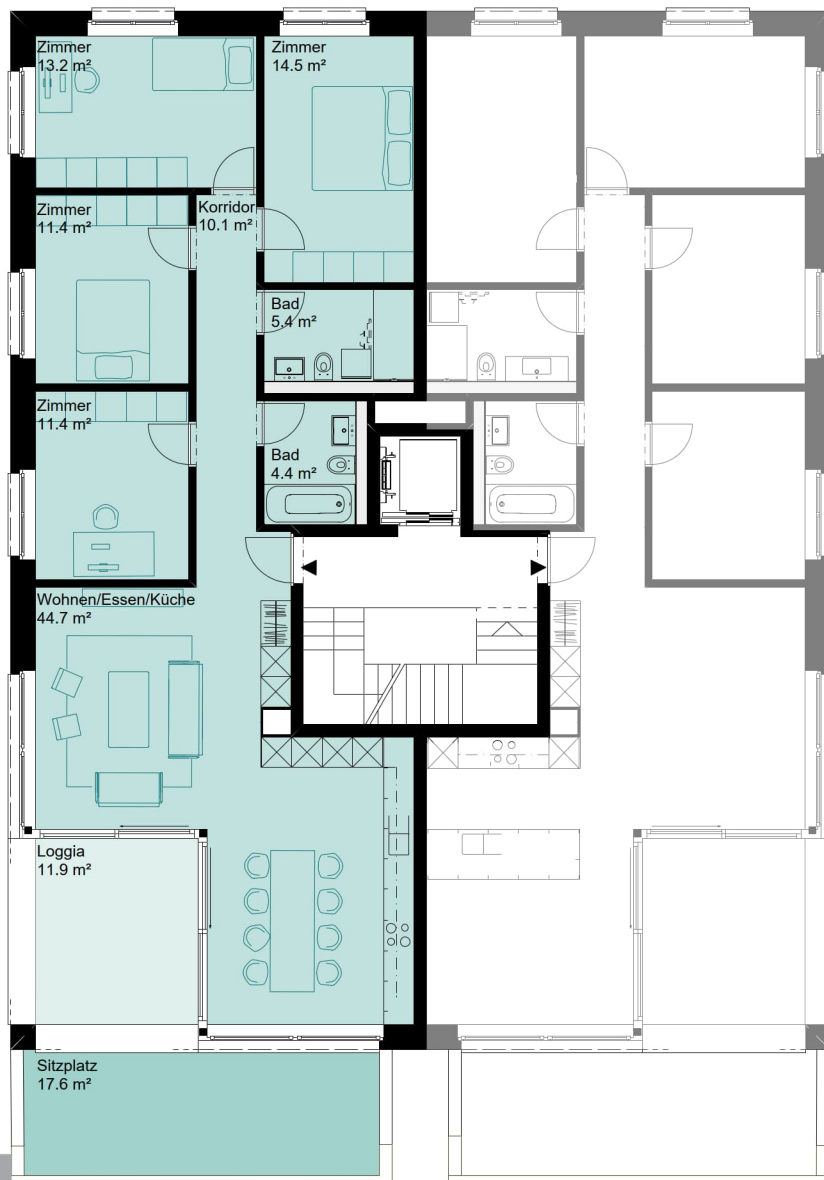 Zimmer
13.2 m²
Zimmer
14.5 m²
Zimmer
11.4 m²
Korridor
10.1 m²
Bad
5.4 m²
Zimmer
11.4 m²
Bad
4.4 m²
Wohnen/Essen/Küche
44.7 m²
Loggia
11.9 m²
Sitzplatz
17.6 m²